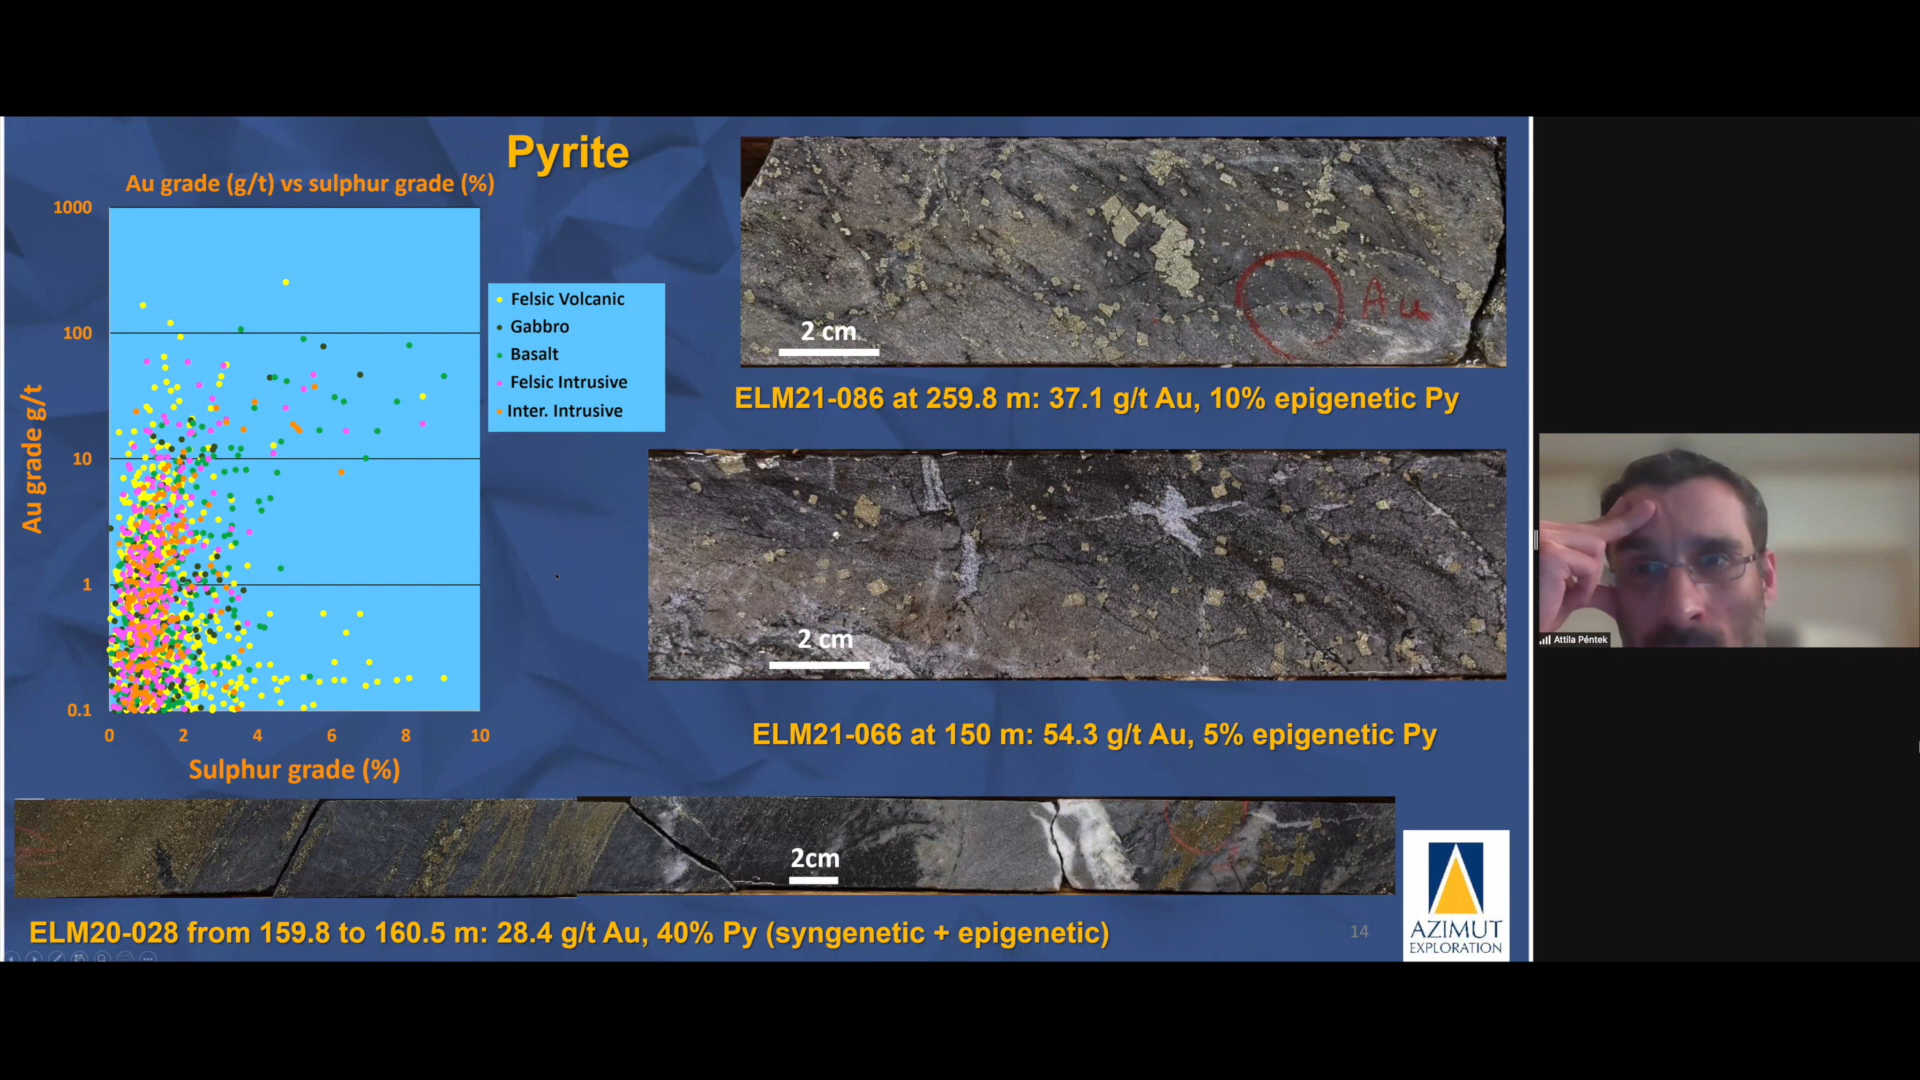 Pyrite
Au grade (g/t) vs sulphur grade (%)
1000
100
10
1
0.1
Au grade g/t
0
2
4
6
8
10
Sulphur grade (%)
Felsic Volcanic
Gabbro
Basalt
Felsic Intrusive
Inter. Intrusive
2 cm
Au
ELM21-086 at 259.8 m: 37.1 g/t Au, 10% epigenetic Py
2 cm
ELM21-066 at 150 m: 54.3 g/t Au, 5% epigenetic Py
2cm
ELM20-028 from 159.8 to 160.5 m: 28.4 g/t Au, 40% Py (syngenetic + epigenetic)
14
AZIMUT
EXPLORATION
Attila Péntek